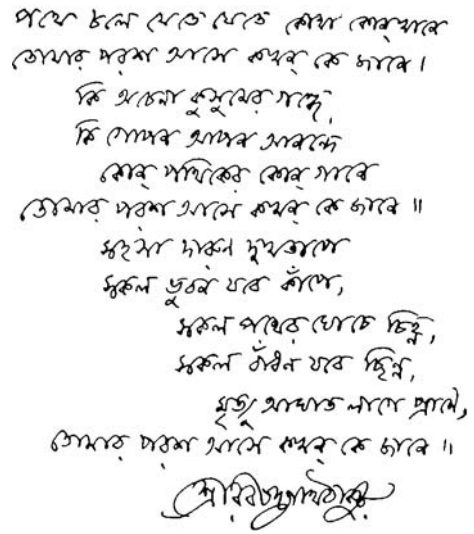 পথে চলে যেতে যেতে কোথা কোন্‌খানে
তোমার পরশ আসে কখন্‌ কে জানে।
কি অচেনা কুসুমের গন্ধে,
কি গোপন আপন আনন্দে
কোন্‌ পথিকের কোন্‌ গানে
তোমার পরশ আসে কখন্‌ কে জানে॥
সহসা দারুন দুখতাপে
সকল ভুবন যবে কাঁপে,
সকল পথের ঘোচে চিহ্ন,
সকল বাঁধন যবে ছিন্ন,
মৃত্যু আঘাত লাগে প্রাণে,
তোমার পরশ আসে কখন্‌ কে জানে॥
শ্রীরবীন্দ্রনাথ ঠাকুর